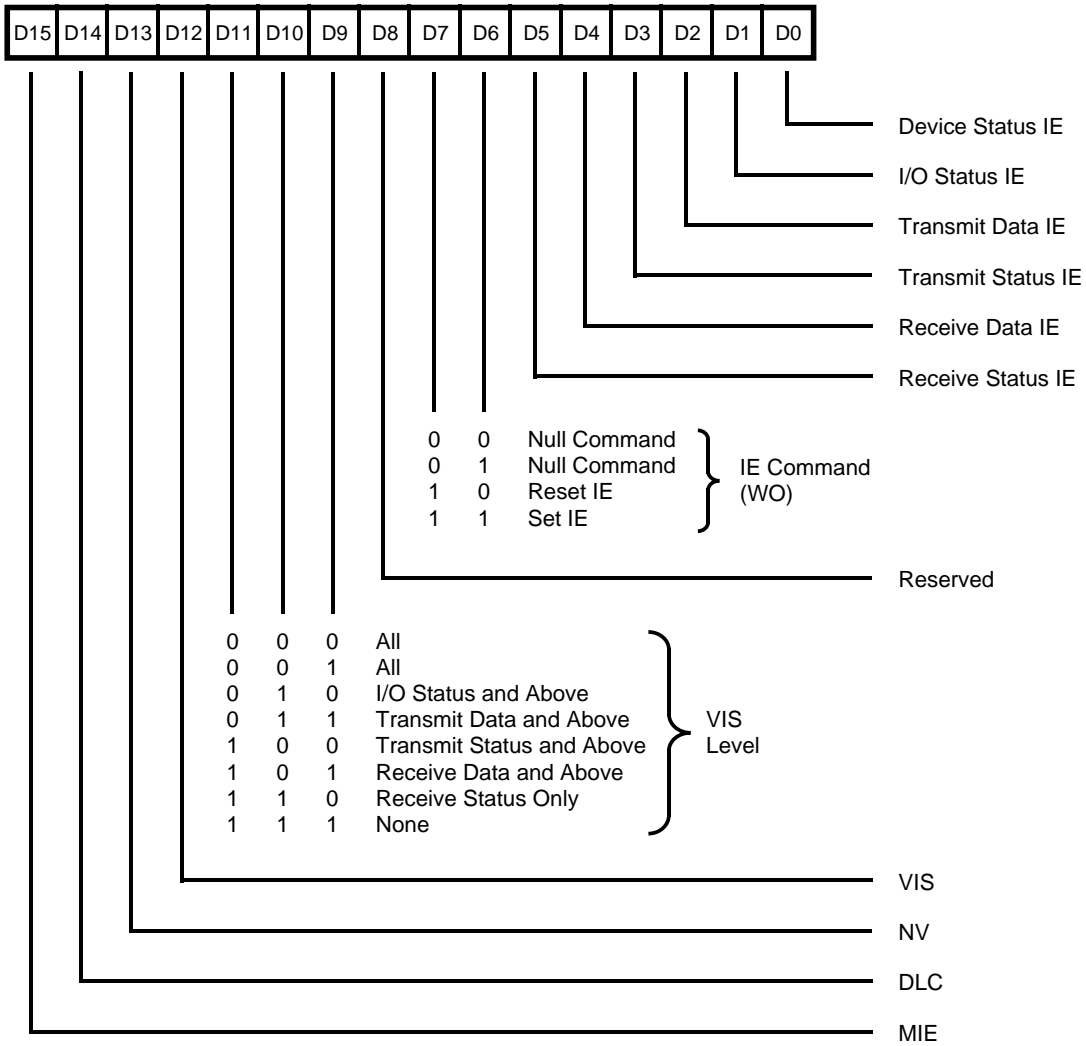 D15 D14 D13 D12 D11 D10 D9 D8 D7 D6 D5 D4 D3 D2 D1 D0
Device Status IE
I/O Status IE
Transmit Data IE
Transmit Status IE
Receive Data IE
Receive Status IE
0 0 Null Command
0 1 Null Command
1 0 Reset IE
1 1 Set IE
IE Command
(WO)
Reserved
0 0 0 All
0 0 1 All
0 1 0 I/O Status and Above
0 1 1 Transmit Data and Above
1 0 0 Transmit Status and Above
1 0 1 Receive Data and Above
1 1 0 Receive Status Only
1 1 1 None
VIS
Level
VIS
NV
DLC
MIE